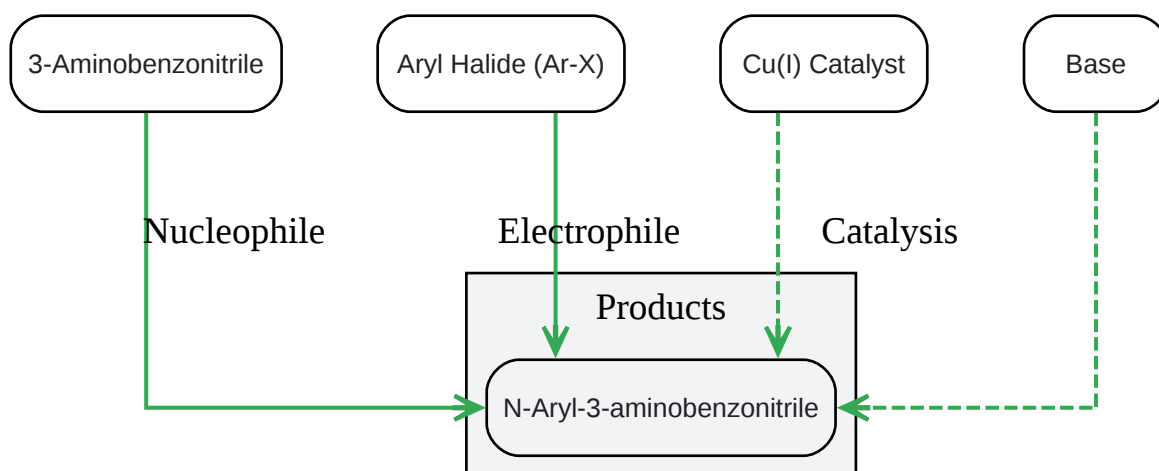 3-Aminobenzonitrile
Aryl Halide (Ar-X)
Cu(I) Catalyst
Base
Nucleophile
Electrophile
Catalysis
Products
N-Aryl-3-aminobenzonitrile